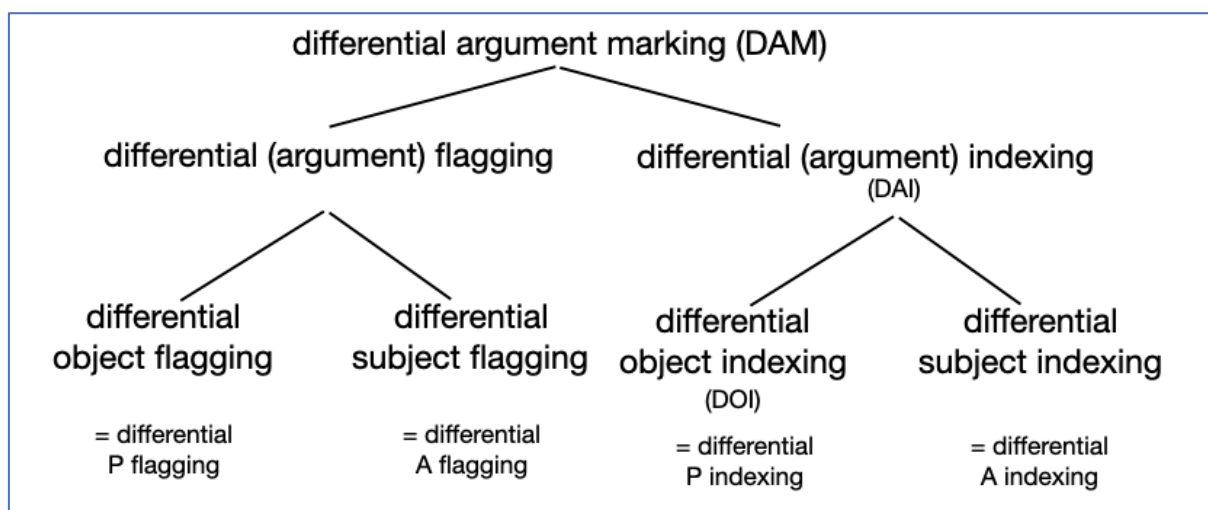 differential argument marking (DAM)
differential (argument) flagging
differential (argument) indexing
(DAI)
differential
object flagging
= differential
P flagging
differential
subject flagging
= differential
A flagging
differential
object indexing
(DOI)
= differential
P indexing
differential
subject indexing
= differential
A indexing